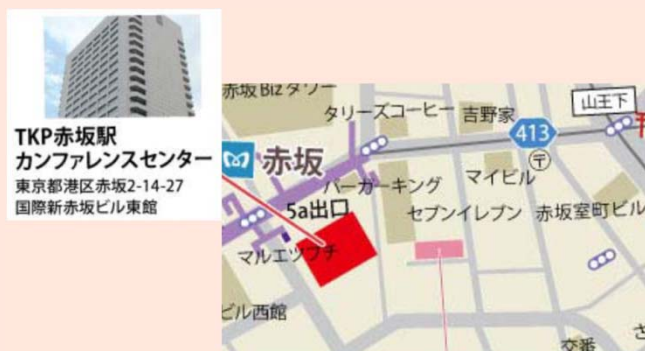 TKP赤坂駅
カンファレンスセンター
東京都港区赤坂2-14-27
国際新赤坂ビル東館
赤坂Bizタワー
タリーズコーヒー
吉野家
山王下
413
赤坂
バーガーキング
マイビル
5a出口
セブンイレブン
赤坂室町ビル
マルエツプチ
ビル西館
交番